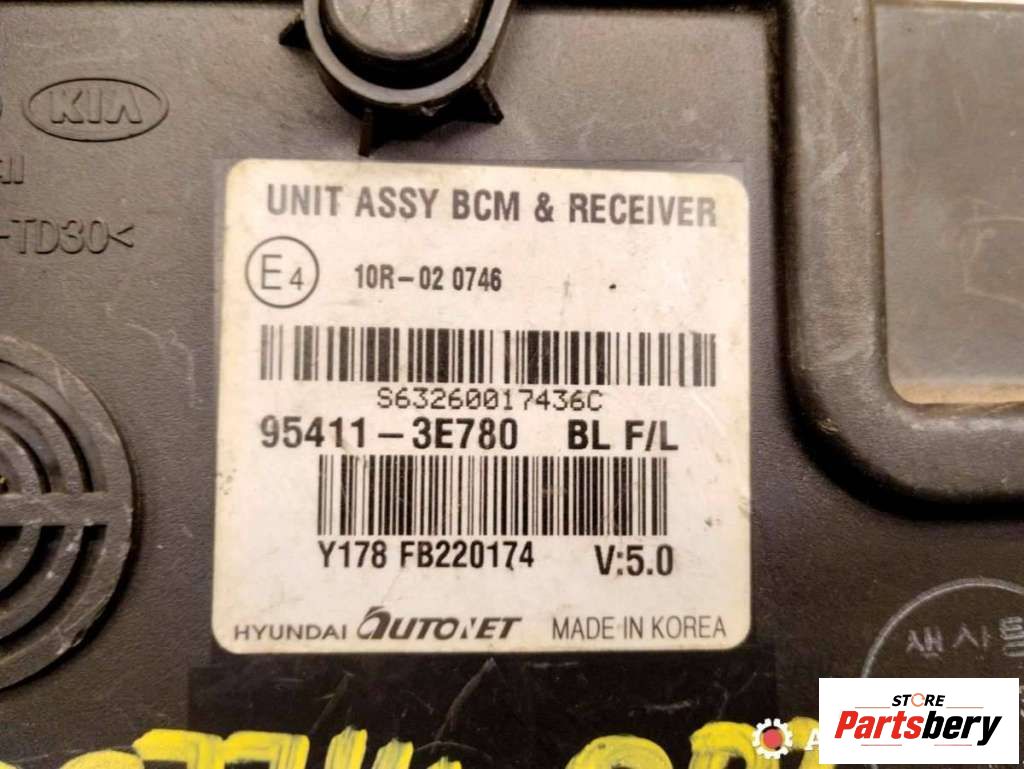 KIA
-TD30<
UNIT ASSY BCM & RECEIVER
E4 10R-02 0746
S63260017436C
95411-3E780 BL F/L
Y178 FB220174 V:5.0
HYUNDAI AUTONET MADE IN KOREA
STORE
Partsbery